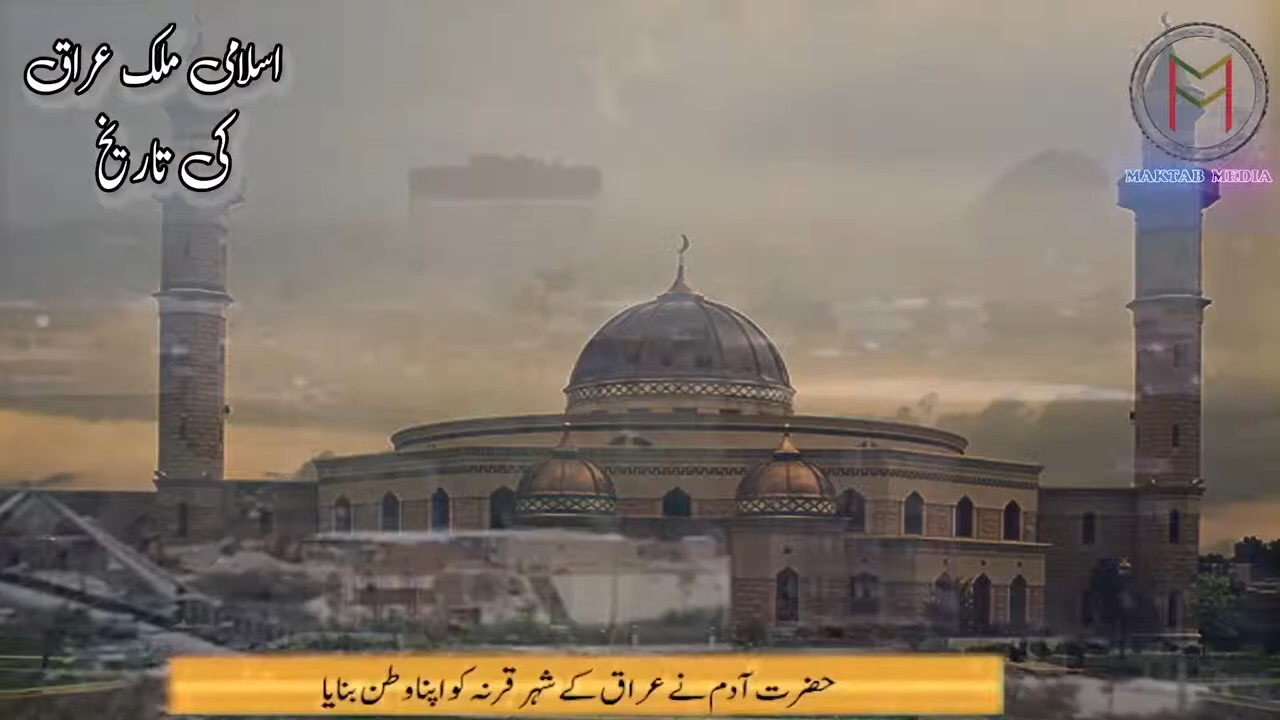 اسلامی ملک عراق
کی تاریخ
MAKTAB MEDIA
حضرت آدم نے عراق کے شہر قرنہ کو اپنا وطن بنایا